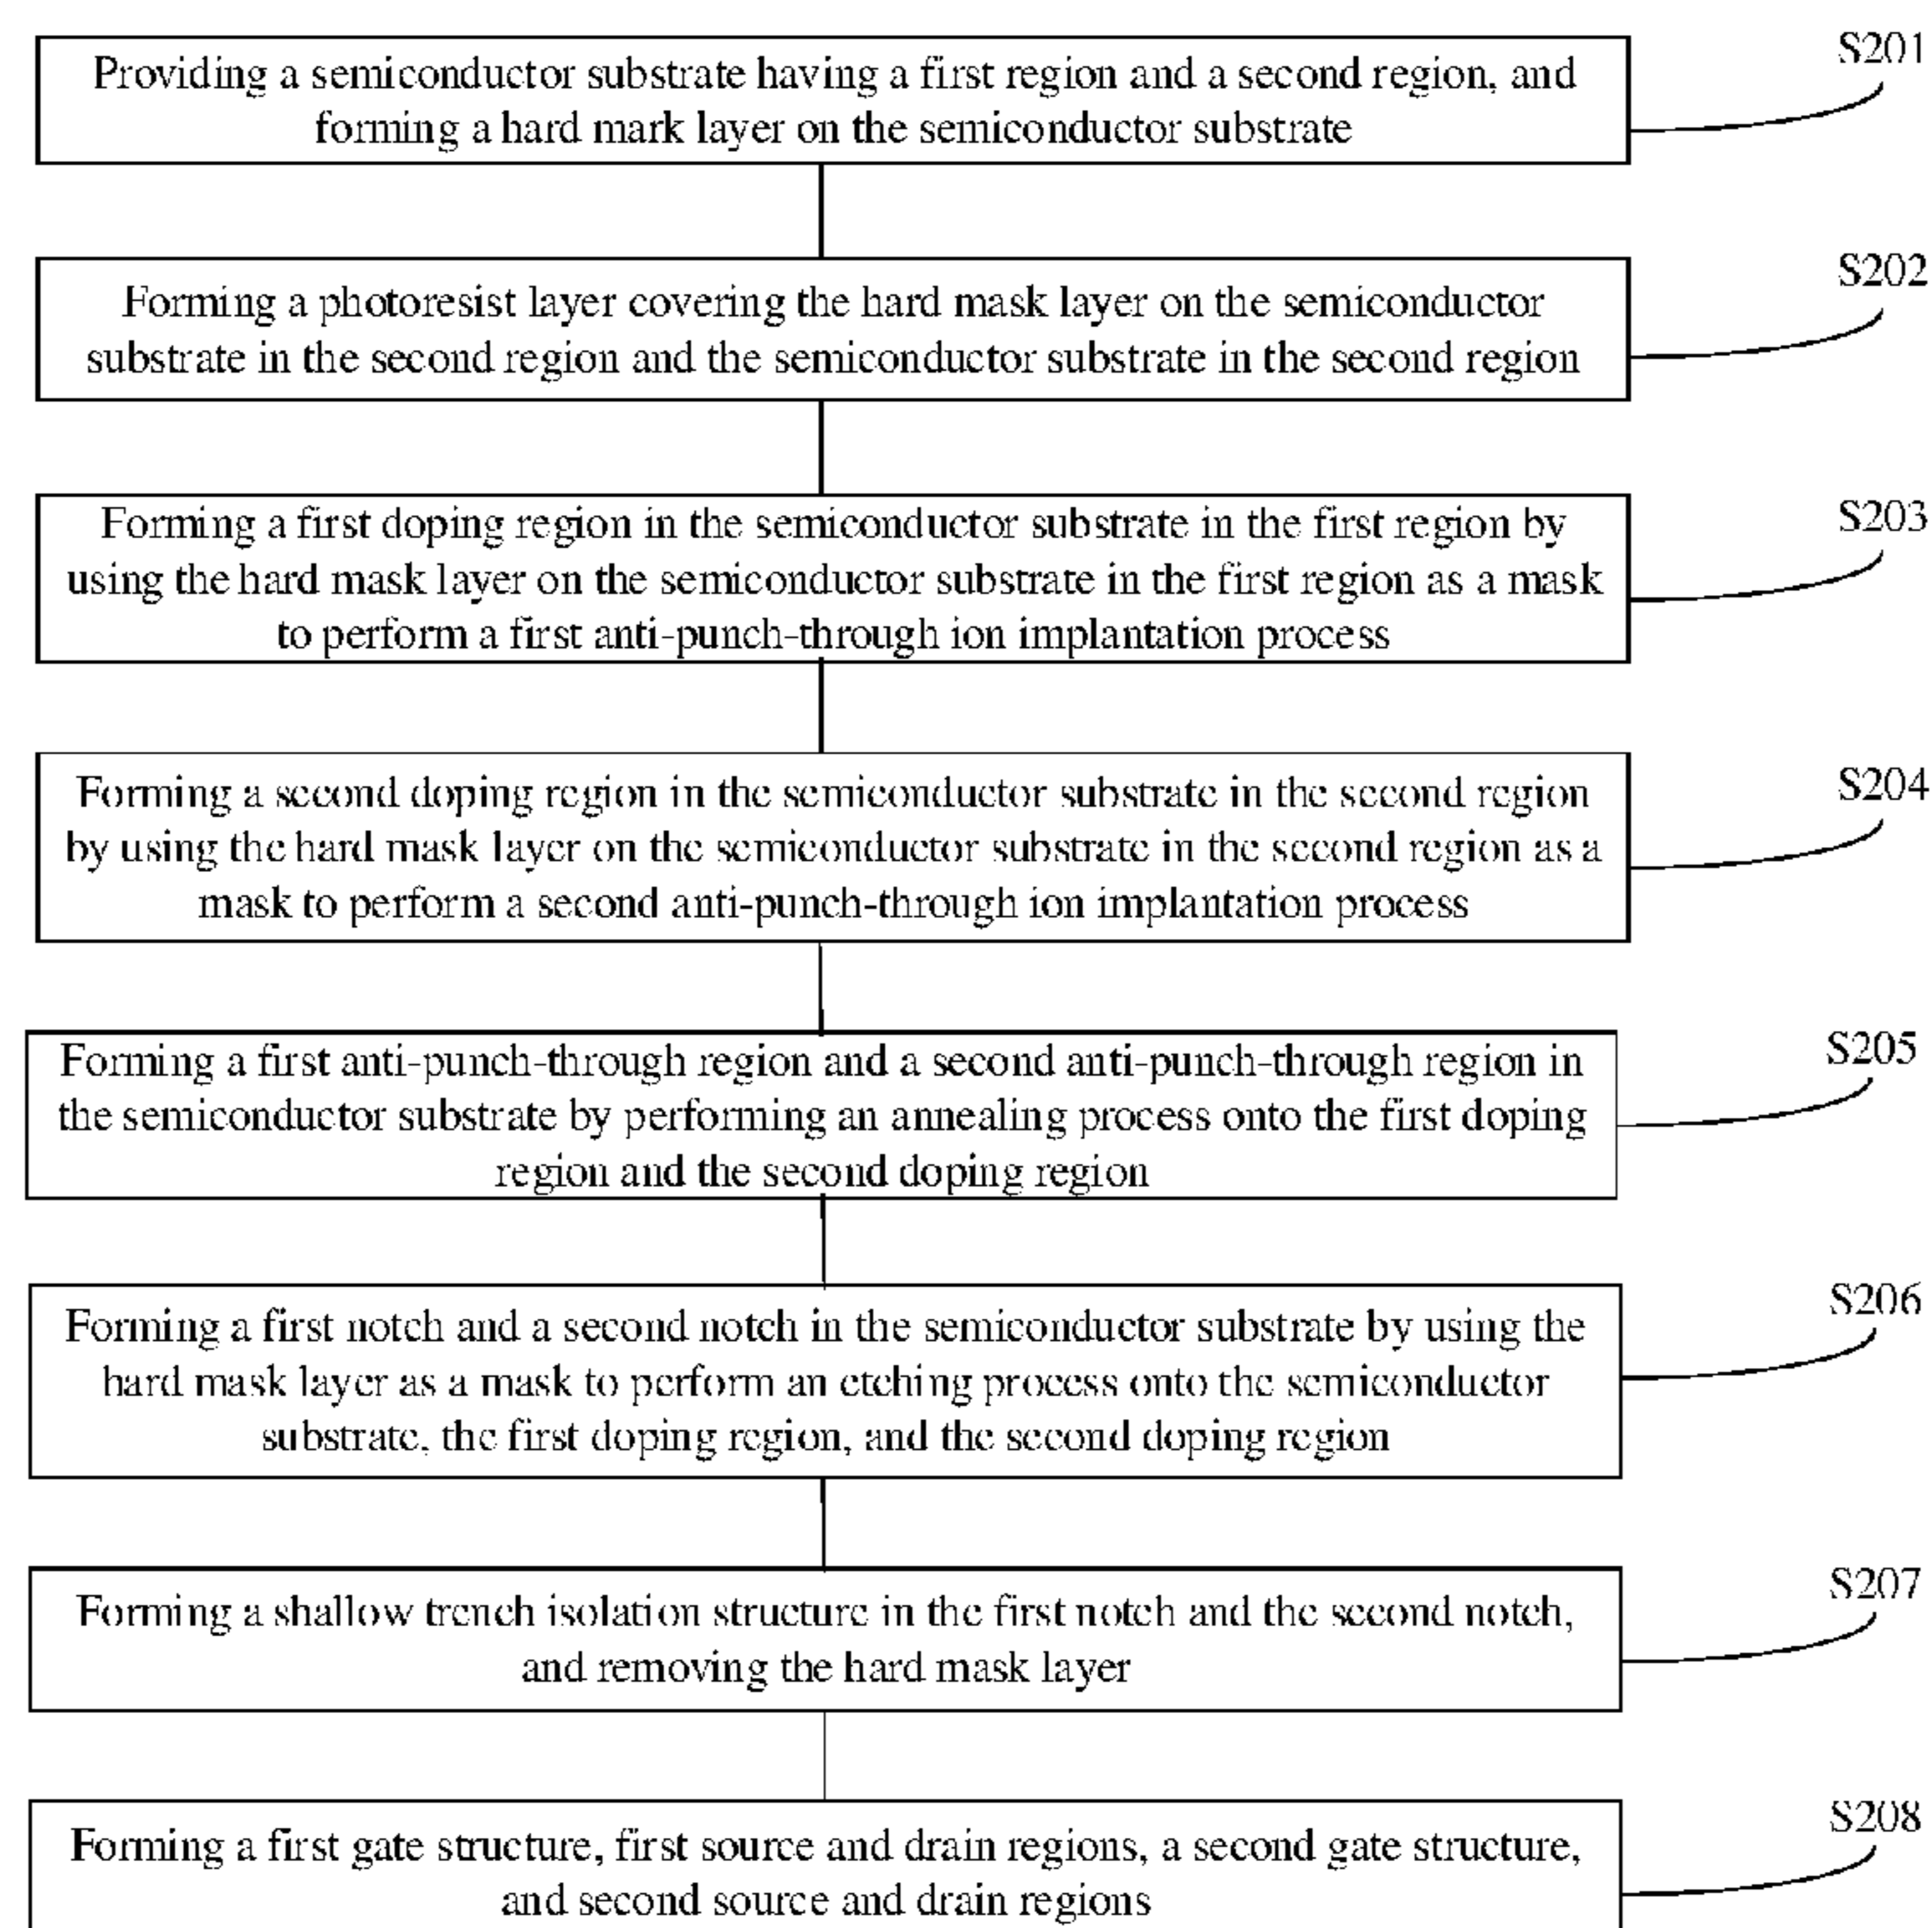 Providing a semiconductor substrate having a first region and a second region, and
forming a hard mark layer on the semiconductor substrate
S201
Forming a photoresist layer covering the hard mask layer on the semiconductor
substrate in the second region and the semiconductor substrate in the second region
S202
Forming a first doping region in the semiconductor substrate in the first region by
using the hard mask layer on the semiconductor substrate in the first region as a mask
to perform a first anti-punch-through ion implantation process
S203
Forming a second doping region in the semiconductor substrate in the second region
by using the hard mask layer on the semiconductor substrate in the second region as a
mask to perform a second anti-punch-through ion implantation process
S204
Forming a first anti-punch-through region and a second anti-punch-through region in
the semiconductor substrate by performing an annealing process onto the first doping
region and the second doping region
S205
Forming a first notch and a second notch in the semiconductor substrate by using the
hard mask layer as a mask to perform an etching process onto the semiconductor
substrate, the first doping region, and the second doping region
S206
Forming a shallow trench isolation structure in the first notch and the second notch,
and removing the hard mask layer
S207
Forming a first gate structure, first source and drain regions, a second gate structure,
and second source and drain regions
S208